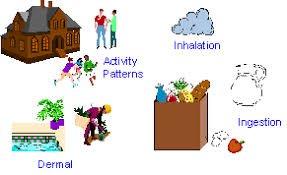 Inhalation
Activity
Patterns
Ingestion
Dermal